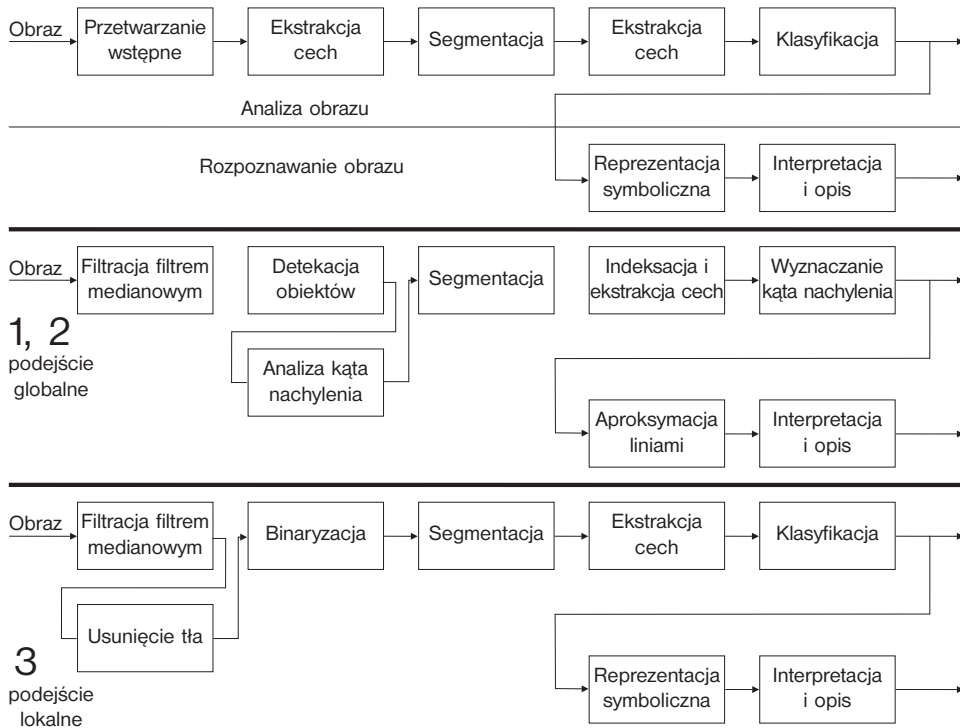 Obraz
Przetwarzanie
wstępne
Ekstrakcja
cech
Segmentacja
Ekstrakcja
cech
Klasyfikacja
Analiza obrazu
Rozpoznawanie obrazu
Reprezentacja
symboliczna
Interpretacja
i opis
Obraz
Filtracja filtrem
medianowym
Detekacja
obiektów
Segmentacja
Indeksacja i
ekstrakcja cech
Wyznaczanie
kąta nachylenia
1, 2
podejście
globalne
Analiza kąta
nachylenia
Aproksymacja
liniami
Interpretacja
i opis
Obraz
Filtracja filtrem
medianowym
Binaryzacja
Segmentacja
Ekstrakcja
cech
Klasyfikacja
Usunięcie tła
3
podejście
lokalne
Reprezentacja
symboliczna
Interpretacja
i opis